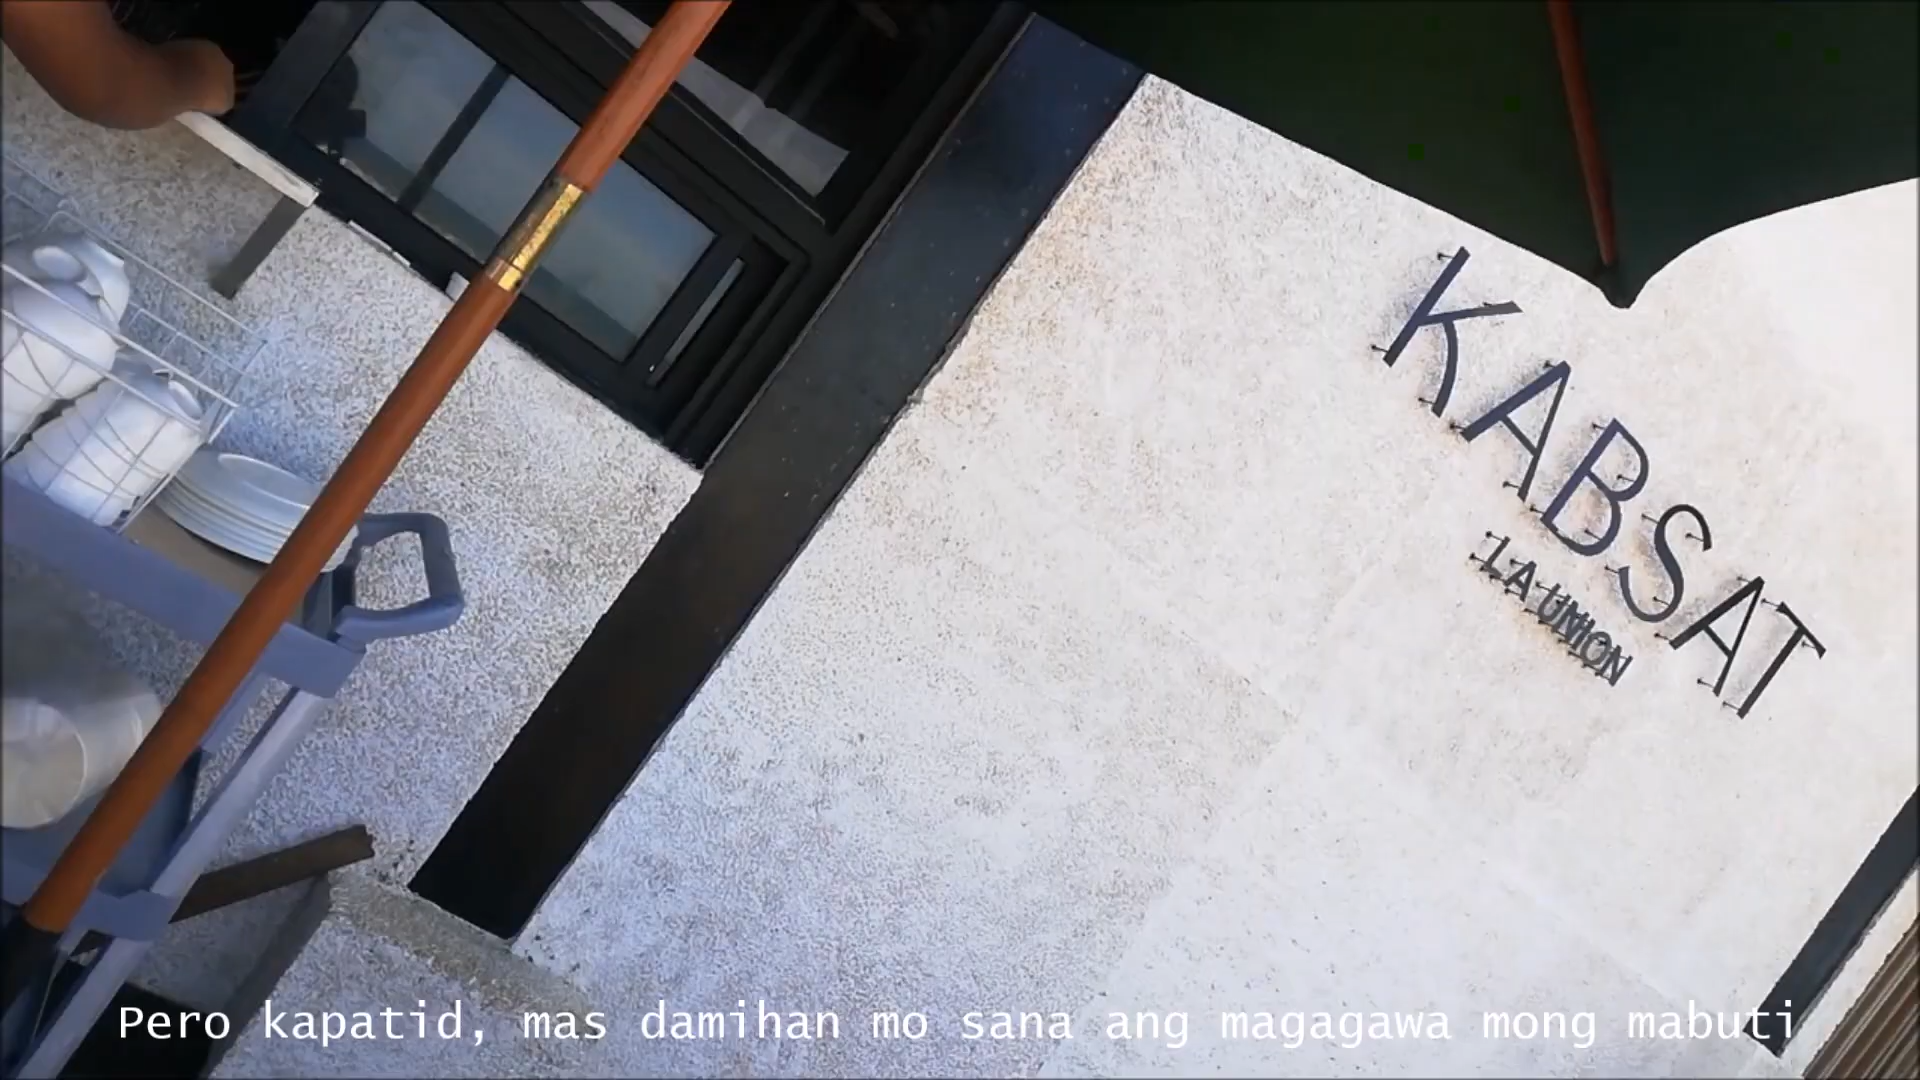 KABSAT
LA UNION
Pero kapatid, mas damihan mo sana ang magagawa mong mabuti